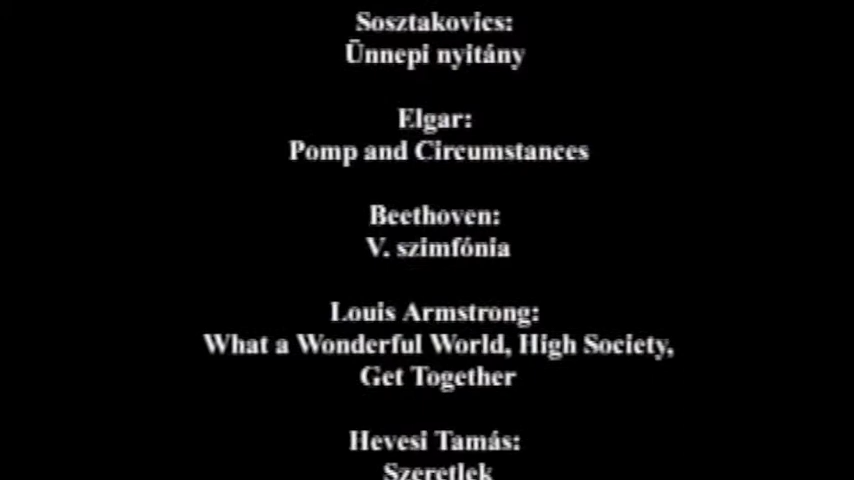 Sosztakovics:
Ünnepi nyitány
Elgar:
Pomp and Circumstances
Beethoven:
V. szimfónia
Louis Armstrong:
What a Wonderful World, High Society,
Get Together
Hevesi Tamás:
Szeretlek